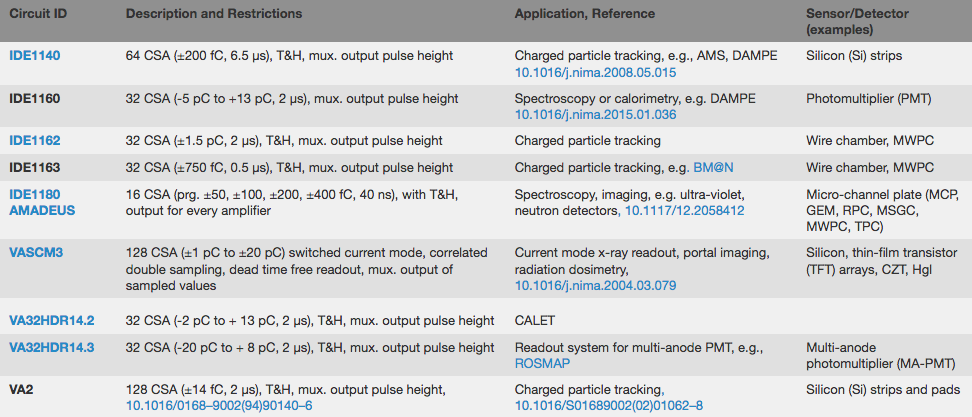 Circuit ID Description and Restrictions Application, Reference Sensor/Detector
(examples)
IDE1140 64 CSA (±200 fC, 6.5 µs), T&H, mux. output pulse height Charged particle tracking, e.g., AMS, DAMPE Silicon (Si) strips
10.1016/j.nima.2008.05.015
IDE1160 32 CSA (-5 pC to +13 pC, 2 µs), mux. output pulse height Spectroscopy or calorimetry, e.g. DAMPE Photomultiplier (PMT)
10.1016/j.nima.2015.01.036
IDE1162 32 CSA (±1.5 pC, 2 µs), T&H, mux. output pulse height Charged particle tracking Wire chamber, MWPC
IDE1163 32 CSA (±750 fC, 0.5 µs), T&H, mux. output pulse height Charged particle tracking, e.g. BM@N Wire chamber, MWPC
IDE1180 16 CSA (prg. ±50, ±100, ±200, ±400 fC, 40 ns), with T&H, Spectroscopy, imaging, e.g. ultra-violet, Micro-channel plate (MCP,
AMADEUS output for every amplifier neutron detectors, 10.1117/12.2058412 GEM, RPC, MSGC,
MWPC, TPC)
VASCM3 128 CSA (±1 pC to ±20 pC) switched current mode, correlated Current mode x-ray readout, portal imaging, Silicon, thin-film transistor
double sampling, dead time free readout, mux. output of radiation dosimetry, (TFT) arrays, CZT, HgI
sampled values 10.1016/j.nima.2004.03.079
VA32HDR14.2 32 CSA (-2 pC to + 13 pC, 2 µs), T&H, mux. output pulse height CALET
VA32HDR14.3 32 CSA (-20 pC to + 8 pC, 2 µs), T&H, mux. output pulse height Readout system for multi-anode PMT, e.g., Multi-anode
ROSMAP photomultiplier (MA-PMT)
VA2 128 CSA (±14 fC, 2 µs), T&H, mux. output pulse height, Charged particle tracking, Silicon (Si) strips and pads
10.1016/0168–9002(94)90140–6 10.1016/S01689002(02)01062–8